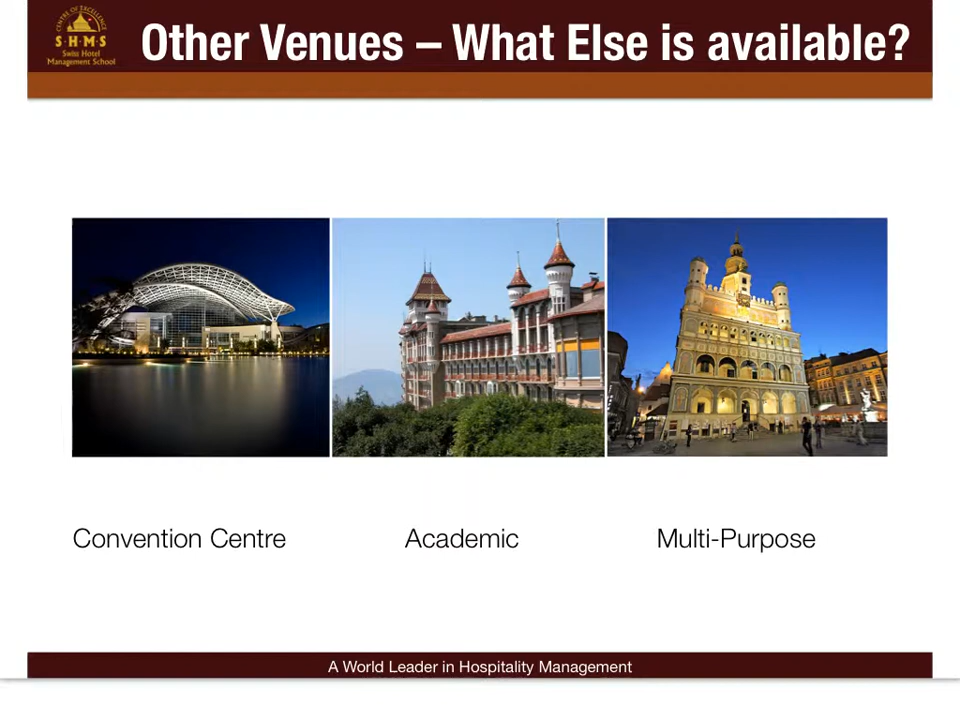 CENTRE OF EXCELLENCE
S·H·M·S
Swiss Hotel
Management School
Other Venues – What Else is available?
Convention Centre
Academic
Multi-Purpose
A World Leader in Hospitality Management